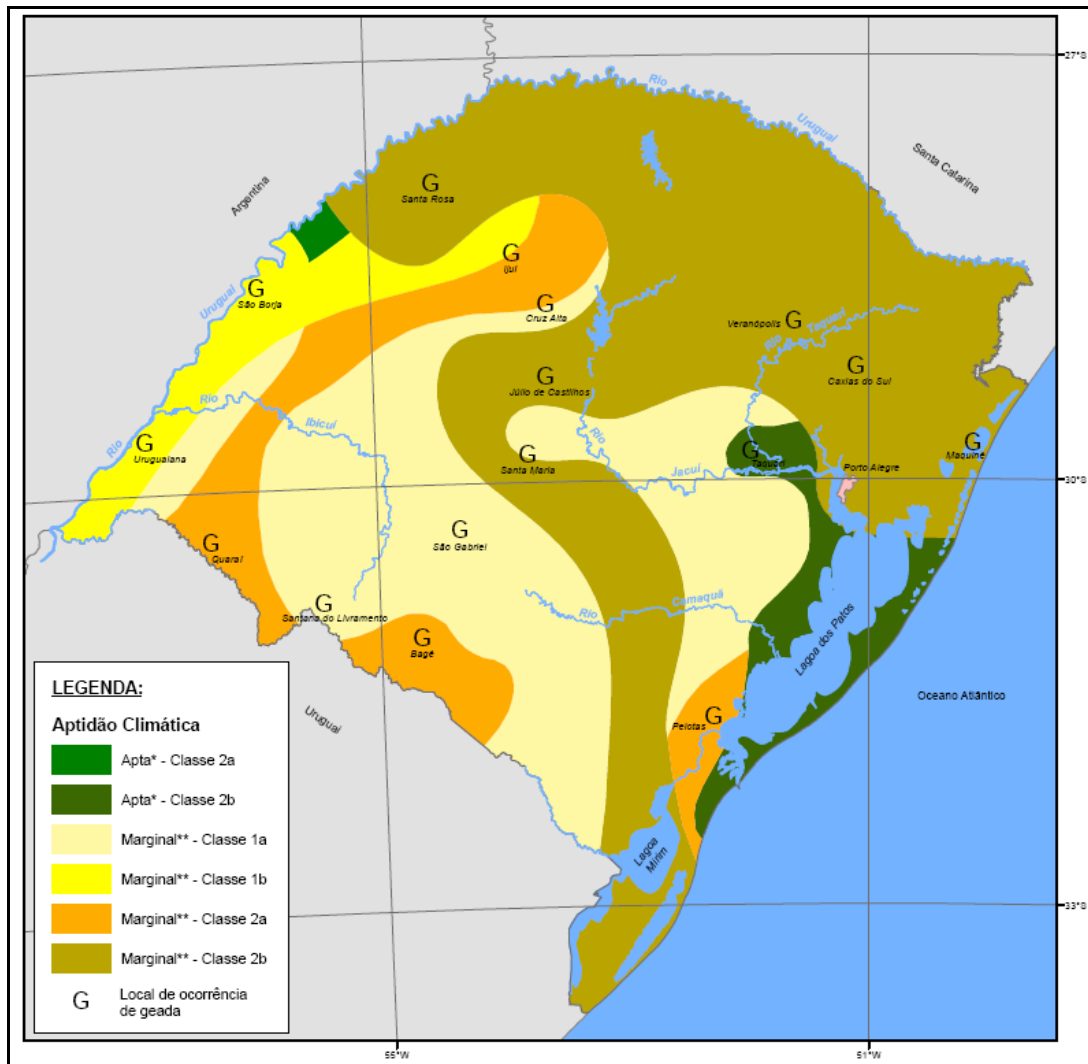 27°S
Rio
Uruguai
Santa Catarina
Argentina
G
Santa Rosa
G
Ijuí
G
São Borja
Uruguai
G
Cruz Alta
Veranópolis G
Rio Taquari
G
Caxias do Sul
G
Júlio de Castilhos
Rio
Ibicuí
Rio
G
Uruguaiana
G
Santa Maria
Rio
Jacuí
G
Taquari
Porto Alegre
G
Maquiné
30°S
G
São Gabriel
G
Quaraí
G
Santana do Livramento
Rio
Camaquã
G
Bagé
Lagoa dos Patos
Oceano Atlântico
G
Pelotas
Uruguai
Lagoa
Mirim
33°S
LEGENDA:
Aptidão Climática
Apta* - Classe 2a
Apta* - Classe 2b
Marginal** - Classe 1a
Marginal** - Classe 1b
Marginal** - Classe 2a
Marginal** - Classe 2b
G Local de ocorrência
de geada
55°W
51°W